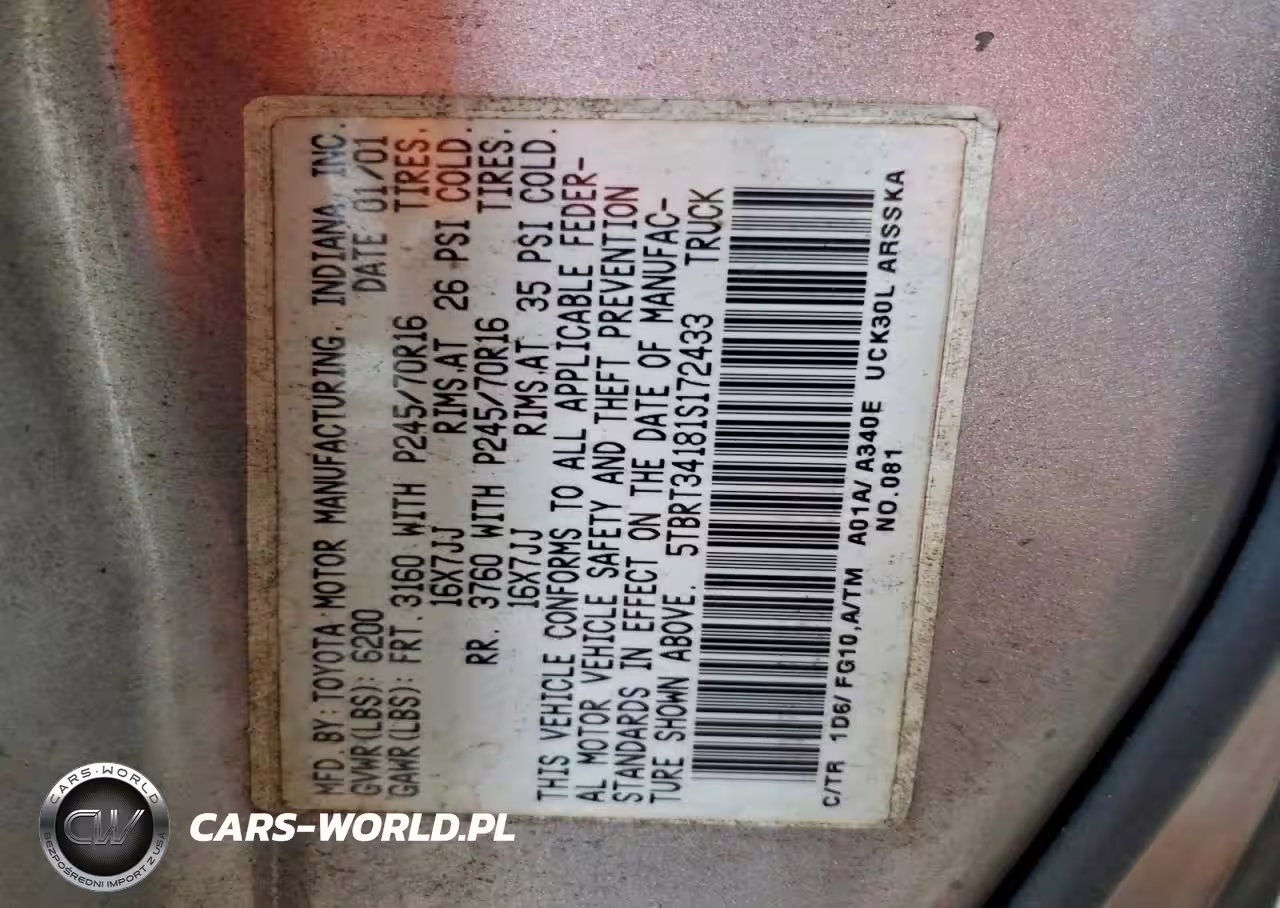 MFD. BY: TOYOTA MOTOR MANUFACTURING, INDIANA, INC.
GVWR(LBS): 6200 DATE 01/01
GAWR(LBS): FRT. 3160 WITH P245/70R16 TIRES.
16X7JJ RIMS.AT 26 PSI COLD.
RR. 3760 WITH P245/70R16 TIRES.
16X7JJ RIMS.AT 35 PSI COLD.
THIS VEHICLE CONFORMS TO ALL APPLICABLE FEDER-
AL MOTOR VEHICLE SAFETY AND THEFT PREVENTION
STANDARDS IN EFFECT ON THE DATE OF MANUFAC-
TURE SHOWN ABOVE. 5TBRT34181S172433 TRUCK
C/TR 1D6/ FG10,A/TM A01A/ A340E UCK30L ARSSKA
NO.081
CARS-WORLD
CW
BEZPOŚREDNI IMPORT Z USA
CARS-WORLD.PL